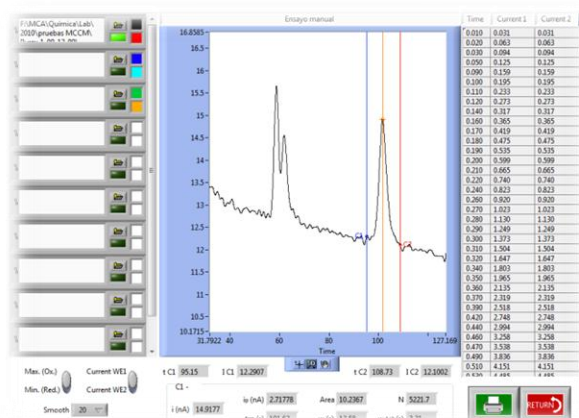 Ensayo manual
Time Current 1 Current 2
F:\MCA\Quimica\Lab\
2010\pruebas MCCM\
16.8585
16.5
16
15.5
15
14.5
14
13.5
13
12.5
12
11.5
11
10.5
10.1715
31.7922 40 60 80 100 127.169
Time
C1
C2
0.010 0.031 0.031
0.020 0.063 0.063
0.030 0.094 0.094
0.050 0.125 0.125
0.090 0.159 0.159
0.100 0.195 0.195
0.110 0.233 0.233
0.120 0.273 0.273
0.140 0.317 0.317
0.160 0.365 0.365
0.170 0.419 0.419
0.180 0.475 0.475
0.190 0.535 0.535
0.200 0.599 0.599
0.210 0.665 0.665
0.220 0.740 0.740
0.240 0.823 0.823
0.260 0.920 0.920
0.270 1.023 1.023
0.280 1.130 1.130
0.290 1.249 1.249
0.300 1.373 1.373
0.310 1.504 1.504
0.320 1.647 1.647
0.340 1.803 1.803
0.350 1.965 1.965
0.360 2.135 2.135
0.370 2.319 2.319
0.390 2.518 2.518
0.420 2.748 2.748
0.440 2.994 2.994
0.460 3.258 3.258
0.470 3.538 3.538
0.490 3.836 3.836
0.510 4.151 4.151
Max. (Ox.) Current WE1
Min. (Red.) Current WE2
Smooth 20
t C1 95.15 I C1 12.2907 t C2 108.73 I C2 12.1002
C1 -
i (nA) 14.9177
ip (nA) 2.71778 Area 10.2367 N 5221.7
RETURN